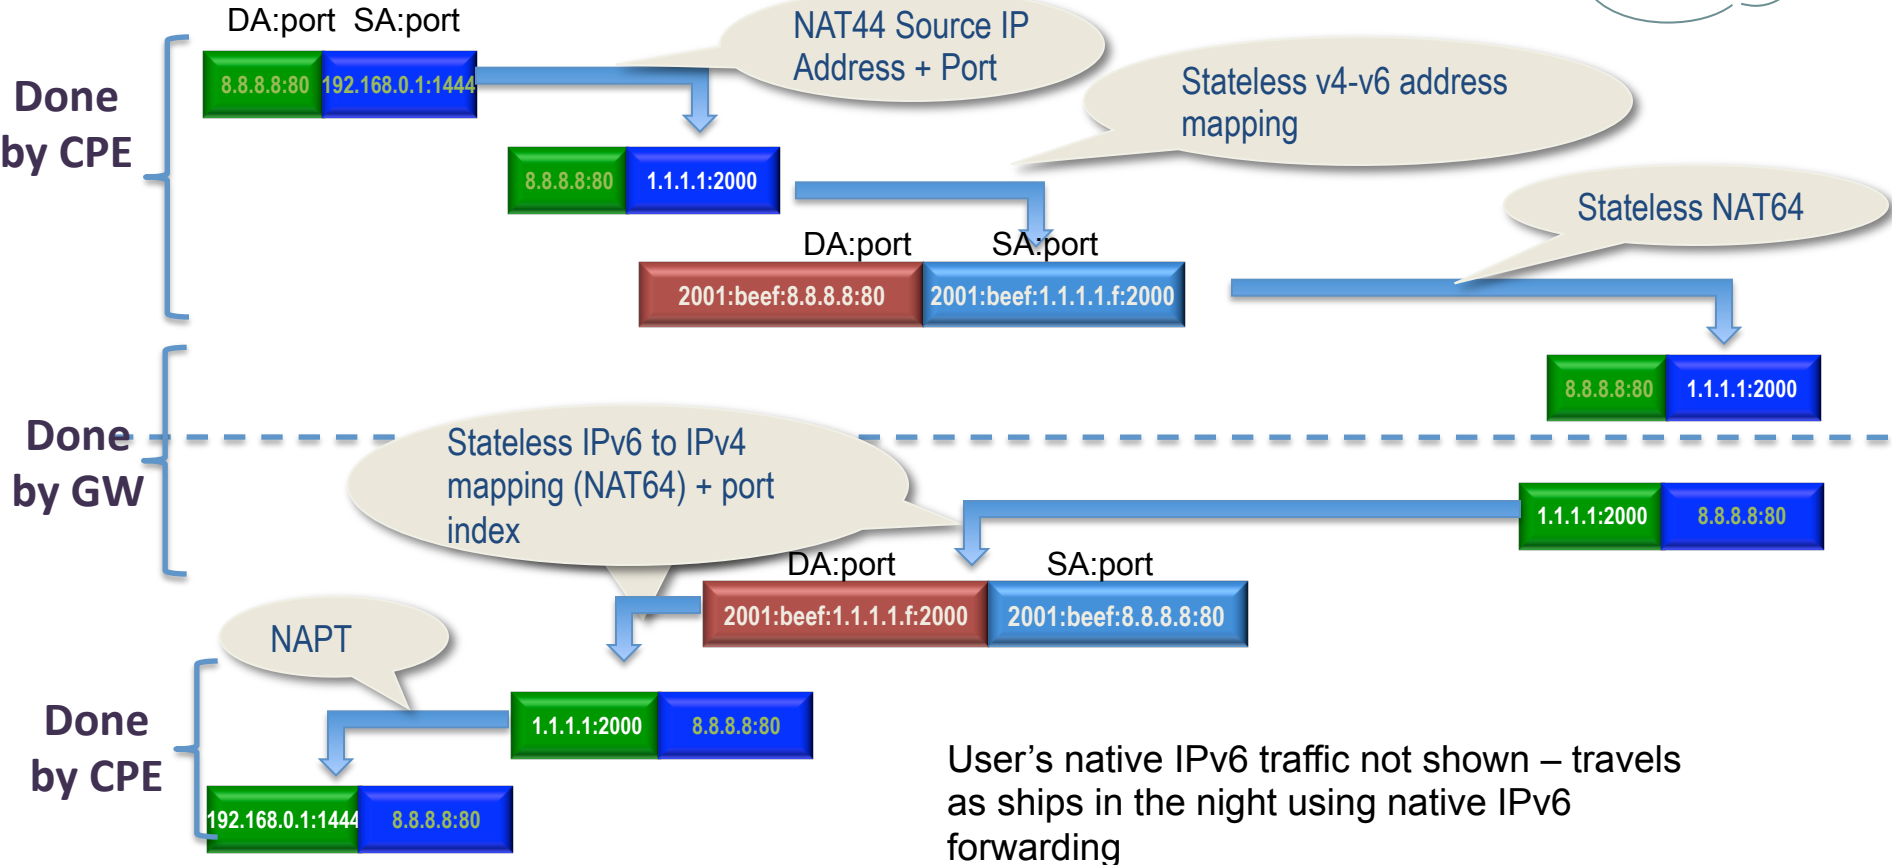 DA:port SA:port
Done
by CPE
8.8.8.8:80 192.168.0.1:1444
NAT44 Source IP
Address + Port
Stateless v4-v6 address
mapping
8.8.8.8:80 1.1.1.1:2000
Stateless NAT64
DA:port SA:port
2001:beef:8.8.8.8:80 2001:beef:1.1.1.1.f:2000
8.8.8.8:80 1.1.1.1:2000
Done
by GW
Stateless IPv6 to IPv4
mapping (NAT64) + port
index
1.1.1.1:2000 8.8.8.8:80
DA:port SA:port
2001:beef:1.1.1.1.f:2000 2001:beef:8.8.8.8:80
NAPT
Done
by CPE
1.1.1.1:2000 8.8.8.8:80
192.168.0.1:1444 8.8.8.8:80
User’s native IPv6 traffic not shown – travels
as ships in the night using native IPv6
forwarding